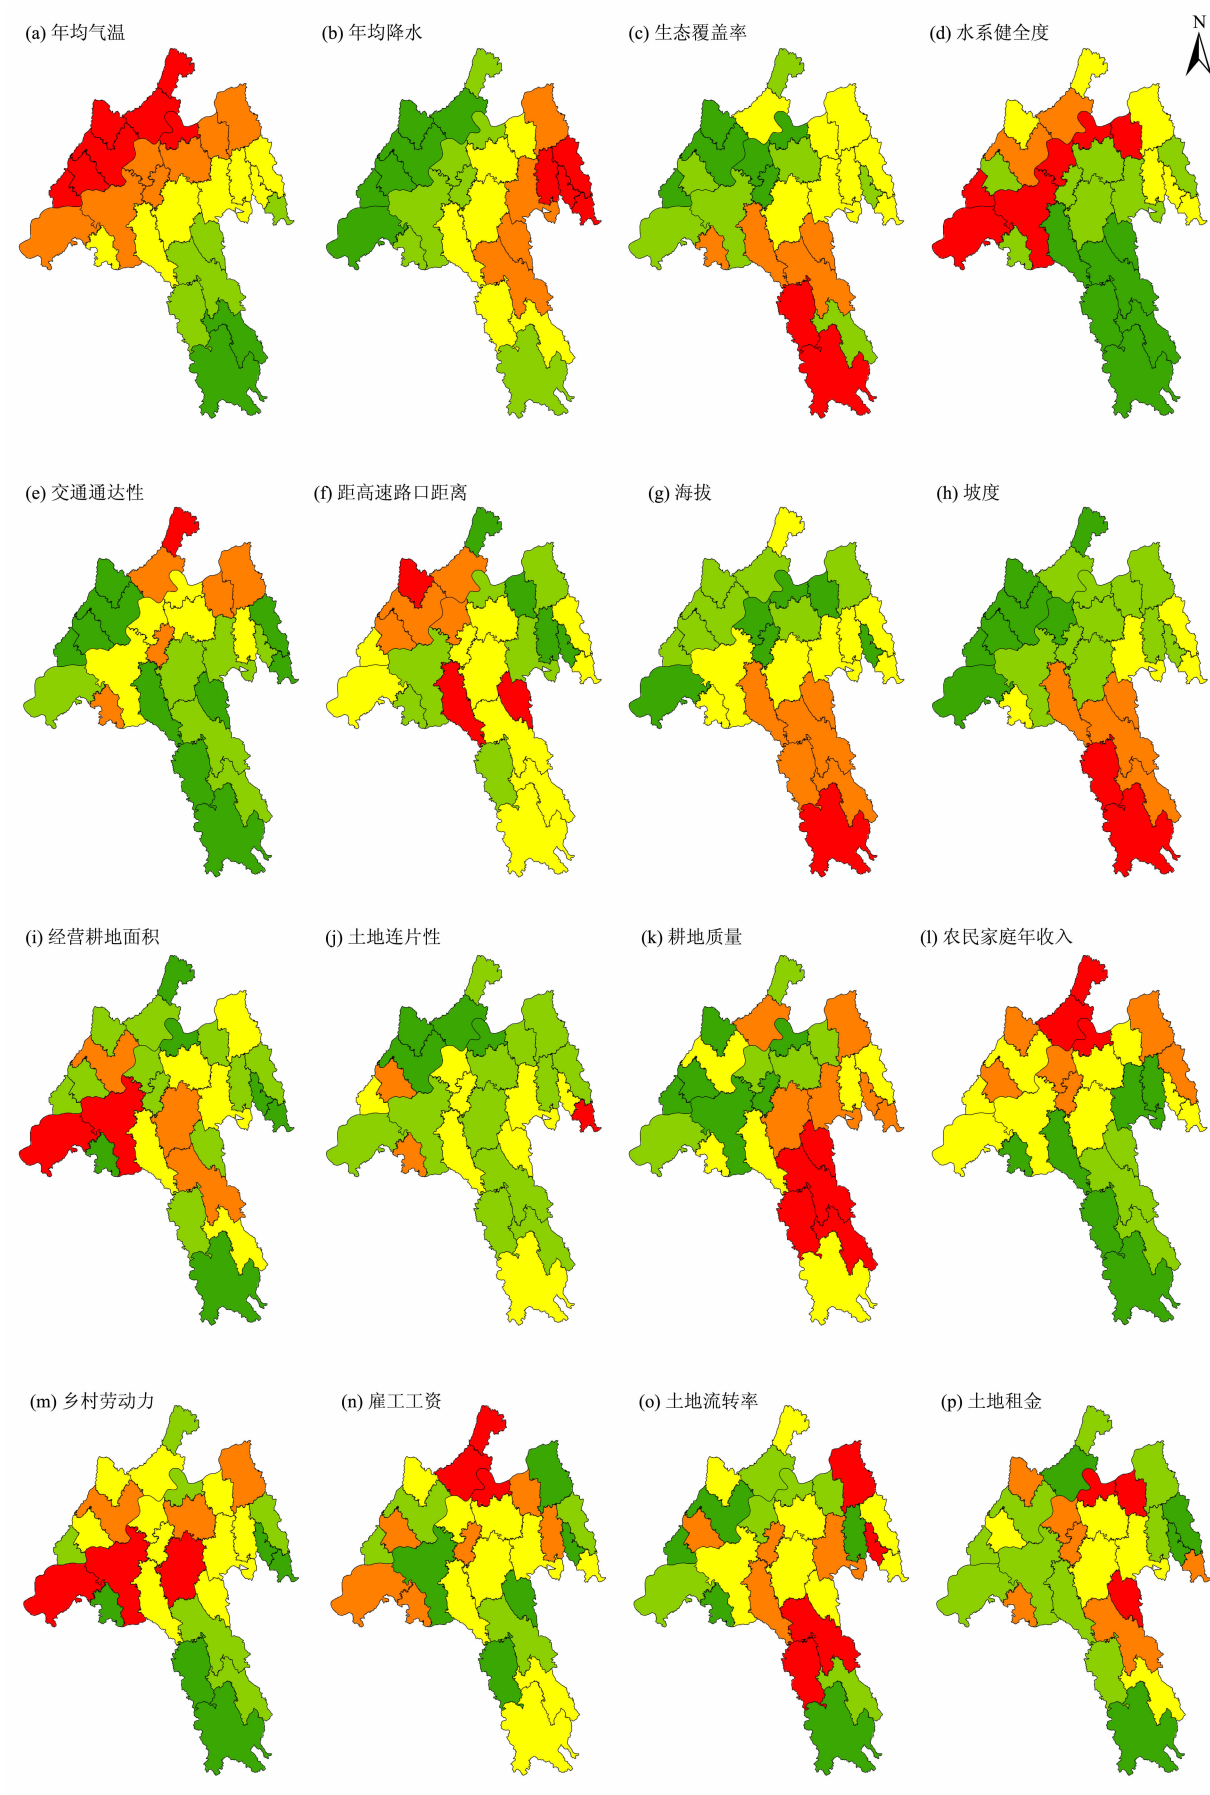 (a) 年均气温
(b) 年均降水
(c) 生态覆盖率
(d) 水系健全度
N
(e) 交通通达性
(f) 距高速路口距离
(g) 海拔
(h) 坡度
(i) 经营耕地面积
(j) 土地连片性
(k) 耕地质量
(l) 农民家庭年收入
(m) 乡村劳动力
(n) 雇工工资
(o) 土地流转率
(p) 土地租金